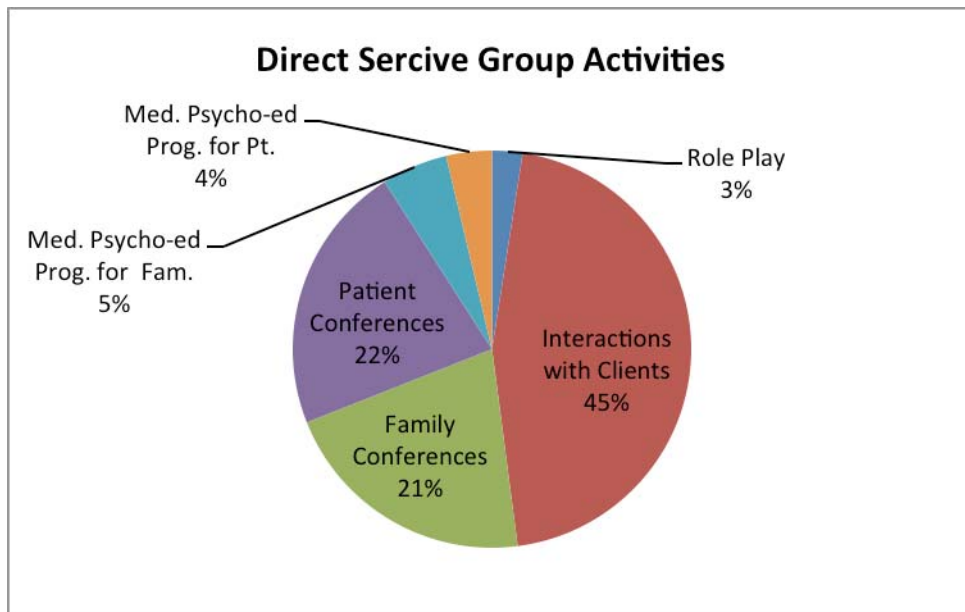 Direct Sercive Group Activities
Med. Psycho-ed
Prog. for Pt.
4%
Role Play
3%
Med. Psycho-ed
Prog. for  Fam.
5%
Patient
Conferences
22%
Interactions
with Clients
45%
Family
Conferences
21%